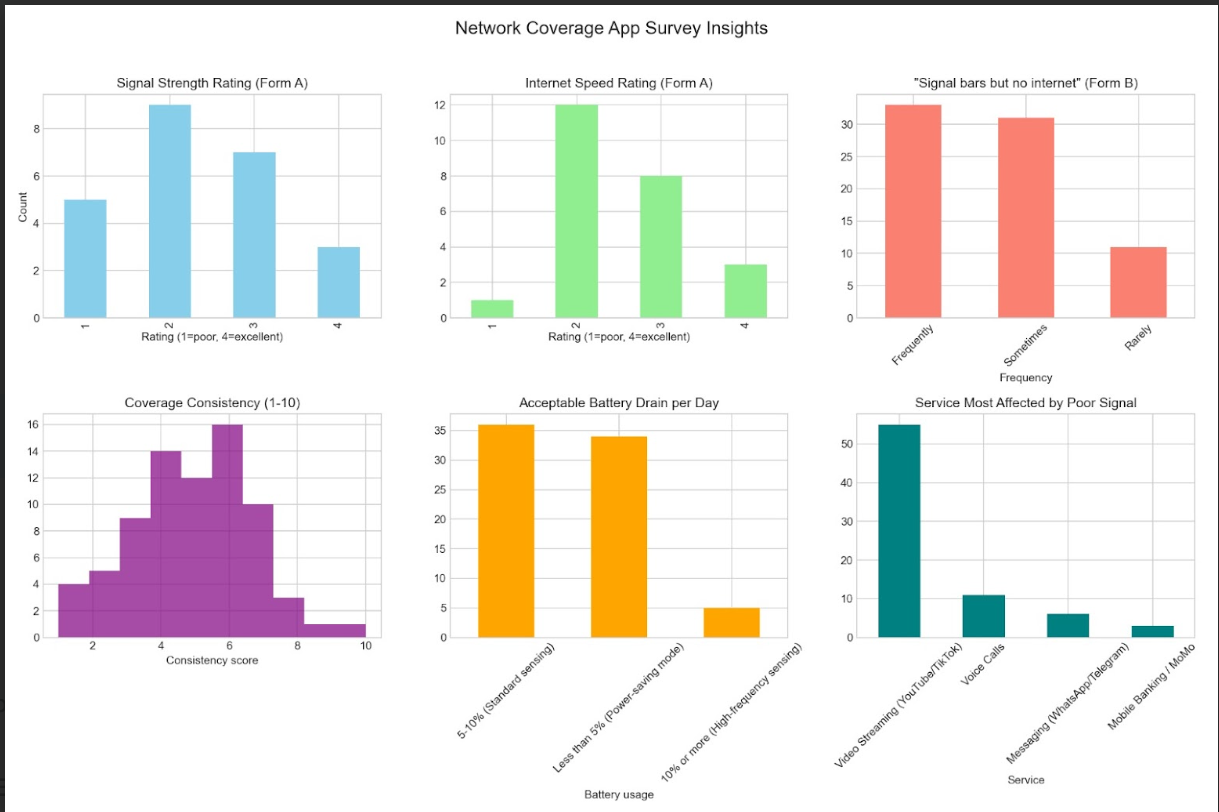 Network Coverage App Survey Insights
Signal Strength Rating (Form A)
Count
8
6
4
2
0
1
2
3
4
Rating (1=poor, 4=excellent)
Internet Speed Rating (Form A)
12
10
8
6
4
2
0
1
2
3
4
Rating (1=poor, 4=excellent)
"Signal bars but no internet" (Form B)
30
25
20
15
10
5
0
Frequently
Sometimes
Rarely
Frequency
Coverage Consistency (1-10)
16
14
12
10
8
6
4
2
0
2
4
6
8
10
Consistency score
Acceptable Battery Drain per Day
35
30
25
20
15
10
5
0
5-10% (Standard sensing)
Less than 5% (Power-saving mode)
10% or more (High-frequency sensing)
Battery usage
Service Most Affected by Poor Signal
50
40
30
20
10
0
Video Streaming (YouTube/TikTok)
Voice Calls
Messaging (WhatsApp/Telegram)
Mobile Banking / MoMo
Service